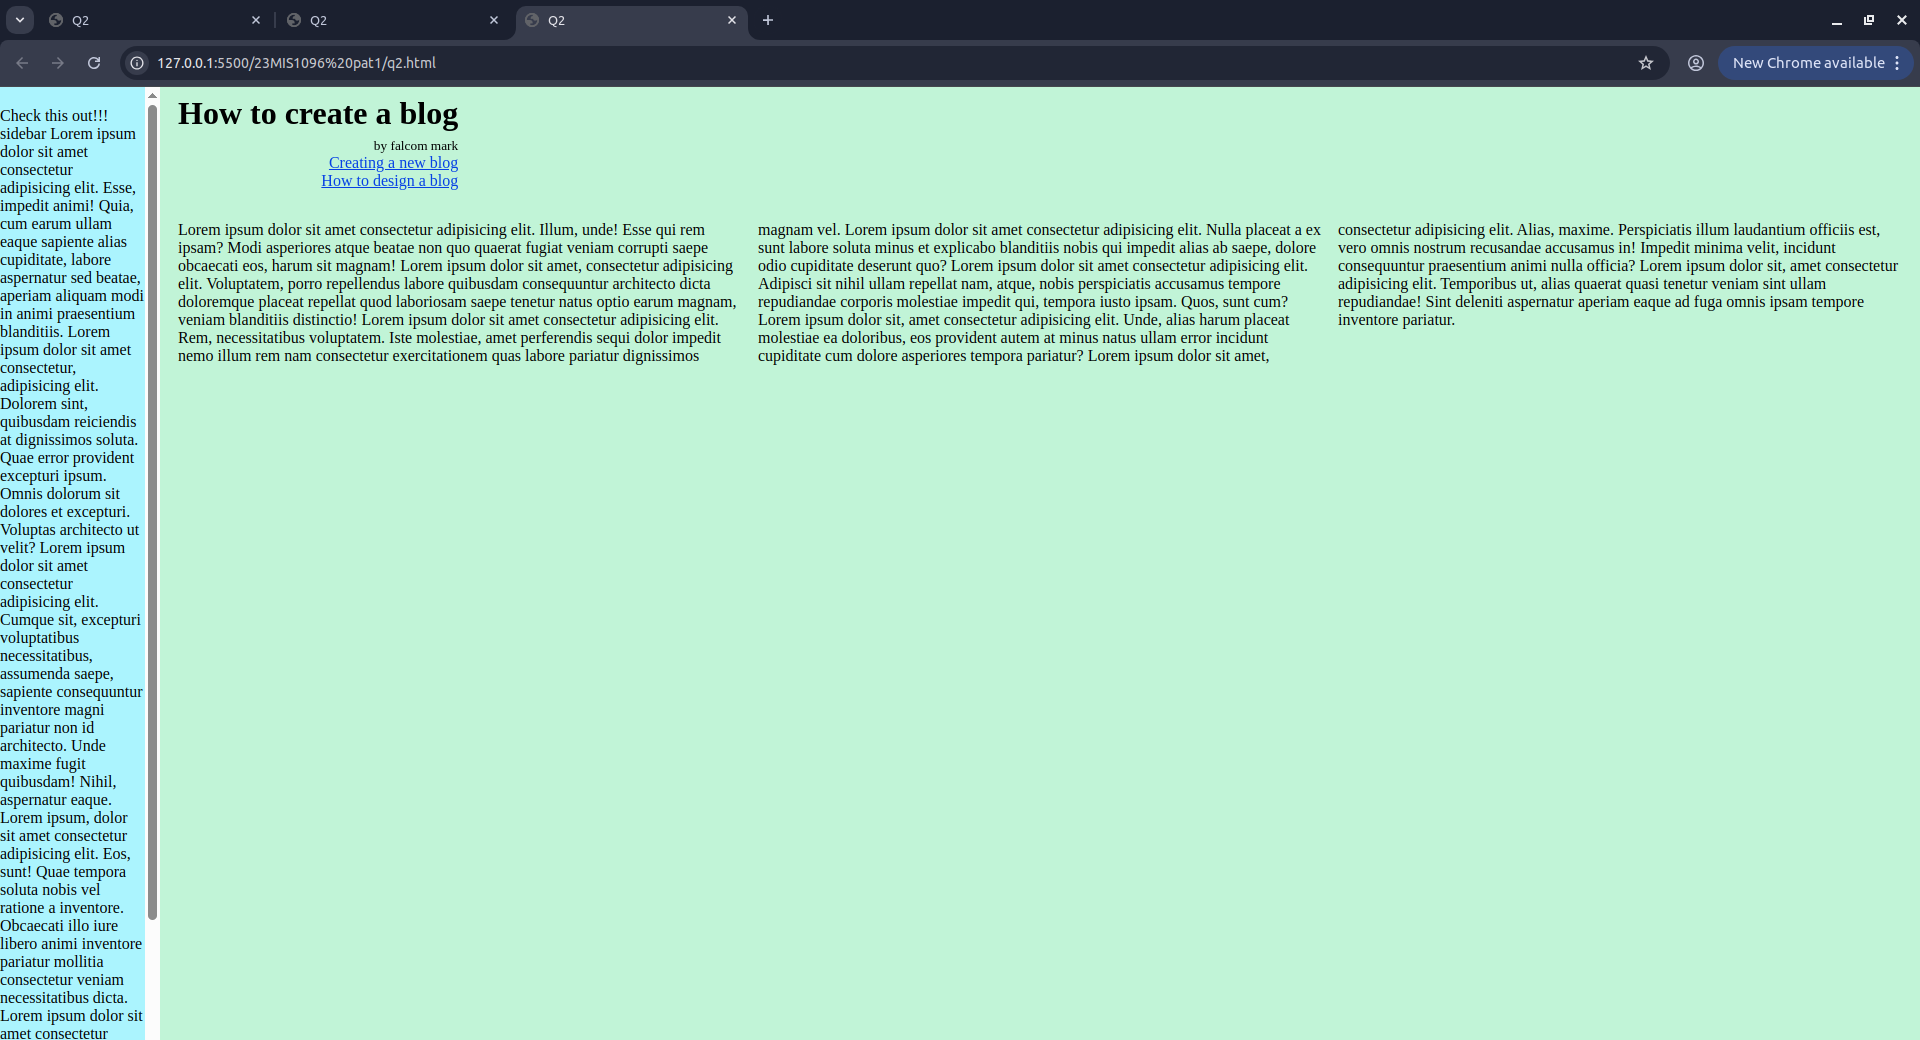 Q2
Q2
Q2
127.0.0.1:5500/23MIS1096%20pat1/q2.html
New Chrome available
Check this out!!!
sidebar Lorem ipsum
dolor sit amet
consectetur
adipisicing elit. Esse,
impedit animi! Quia,
cum earum ullam
eaque sapiente alias
cupiditate, labore
aspernatur sed beatae,
aperiam aliquam modi
in animi praesentium
blanditiis. Lorem
ipsum dolor sit amet
consectetur,
adipisicing elit.
Dolorem sint,
quibusdam reiciendis
at dignissimos soluta.
Quae error provident
excepturi ipsum.
Omnis dolorum sit
dolores et excepturi.
Voluptas architecto ut
velit? Lorem ipsum
dolor sit amet
consectetur
adipisicing elit.
Cumque sit, excepturi
voluptatibus
necessitatibus,
assumenda saepe,
sapiente consequuntur
inventore magni
pariatur non id
architecto. Unde
maxime fugit
quibusdam! Nihil,
aspernatur eaque.
Lorem ipsum, dolor
sit amet consectetur
adipisicing elit. Eos,
sunt! Quae tempora
soluta nobis vel
ratione a inventore.
Obcaecati illo iure
libero animi inventore
pariatur mollitia
consectetur veniam
necessitatibus dicta.
Lorem ipsum dolor sit
amet consectetur
How to create a blog
by falcom mark
Creating a new blog
How to design a blog
Lorem ipsum dolor sit amet consectetur adipisicing elit. Illum, unde! Esse qui rem
ipsam? Modi asperiores atque beatae non quo quaerat fugiat veniam corrupti saepe
obcaecati eos, harum sit magnam! Lorem ipsum dolor sit amet, consectetur adipisicing
elit. Voluptatem, porro repellendus labore quibusdam consequuntur architecto dicta
doloremque placeat repellat quod laboriosam saepe tenetur natus optio earum magnam,
veniam blanditiis distinctio! Lorem ipsum dolor sit amet consectetur adipisicing elit.
Rem, necessitatibus voluptatem. Iste molestiae, amet perferendis sequi dolor impedit
nemo illum rem nam consectetur exercitationem quas labore pariatur dignissimos
magnam vel. Lorem ipsum dolor sit amet consectetur adipisicing elit. Nulla placeat a ex
sunt labore soluta minus et explicabo blanditiis nobis qui impedit alias ab saepe, dolore
odio cupiditate deserunt quo? Lorem ipsum dolor sit amet consectetur adipisicing elit.
Adipisci sit nihil ullam repellat nam, atque, nobis perspiciatis accusamus tempore
repudiandae corporis molestiae impedit qui, tempora iusto ipsam. Quos, sunt cum?
Lorem ipsum dolor sit, amet consectetur adipisicing elit. Unde, alias harum placeat
molestiae ea doloribus, eos provident autem at minus natus ullam error incidunt
cupiditate cum dolore asperiores tempora pariatur? Lorem ipsum dolor sit amet,
consectetur adipisicing elit. Alias, maxime. Perspiciatis illum laudantium officiis est,
vero omnis nostrum recusandae accusamus in! Impedit minima velit, incidunt
consequuntur praesentium animi nulla officia? Lorem ipsum dolor sit, amet consectetur
adipisicing elit. Temporibus ut, alias quaerat quasi tenetur veniam sint ullam
repudiandae! Sint deleniti aspernatur aperiam eaque ad fuga omnis ipsam tempore
inventore pariatur.